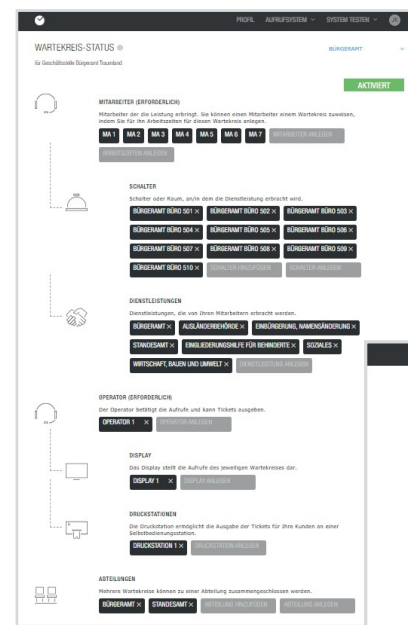 PROFIL AUFRUFSYSTEM SYSTEM TESTEN JR
WARTEKREIS-STATUS
BÜRGERAMT
für Geschäftsstelle Bürgeramt Traumland
AKTIVIERT
MITARBEITER (ERFORDERLICH)
Mitarbeiter der die Leistung erbringt. Sie können einen Mitarbeiter einem Wartekreis zuweisen,
indem Sie für ihn Arbeitszeiten für diesen Wartekreis anlegen.
MA 1 MA 2 MA 3 MA 4 MA 5 MA 6 MA 7 MITARBEITER ANLEGEN
ARBEITSZEITEN ANLEGEN
SCHALTER
Schalter oder Raum, an/in dem die Dienstleistung erbracht wird.
BÜRGERAMT BÜRO 501 × BÜRGERAMT BÜRO 502 × BÜRGERAMT BÜRO 503 ×
BÜRGERAMT BÜRO 504 × BÜRGERAMT BÜRO 505 × BÜRGERAMT BÜRO 506 ×
BÜRGERAMT BÜRO 507 × BÜRGERAMT BÜRO 508 × BÜRGERAMT BÜRO 509 ×
BÜRGERAMT BÜRO 510 × SCHALTER HINZUFÜGEN SCHALTER ANLEGEN
DIENSTLEISTUNGEN
Dienstleistungen, die von Ihren Mitarbeitern erbracht werden.
BÜRGERAMT × AUSLÄNDERBEHÖRDE × EINBÜRGERUNG, NAMENSÄNDERUNG ×
STANDESAMT × EINGLIEDERUNGSHILFE FÜR BEHINDERTE × SOZIALES ×
WIRTSCHAFT, BAUEN UND UMWELT × DIENSTLEISTUNG ANLEGEN
OPERATOR (ERFORDERLICH)
Der Operator betätigt die Aufrufe und kann Tickets ausgeben.
OPERATOR 1 × OPERATOR ANLEGEN
DISPLAY
Das Display stellt die Aufrufe des jeweiligen Wartekreises dar.
DISPLAY 1 × DISPLAY ANLEGEN
DRUCKSTATIONEN
Die Druckstation ermöglicht die Ausgabe der Tickets für Ihre Kunden an einer
Selbstbedienungsstation.
DRUCKSTATION 1 × DRUCKSTATION ANLEGEN
ABTEILUNGEN
Mehrere Wartekreise können zu einer Abteilung zusammengeschlossen werden.
BÜRGERAMT × STANDESAMT × ABTEILUNG HINZUFÜGEN ABTEILUNG ANLEGEN